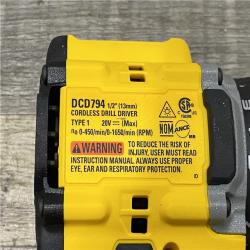 DCD794 1/2" (13mm)
CORDLESS DRILL DRIVER
TYPE 1 20V ⎓ (Max)
n₀ 0-450/min/0-1650/min (RPM)
NOM
ANCE
WARNING
TO REDUCE THE RISK OF
INJURY, USER MUST READ
INSTRUCTION MANUAL. ALWAYS USE PROPER
EYE, EAR AND RESPIRATORY PROTECTION.